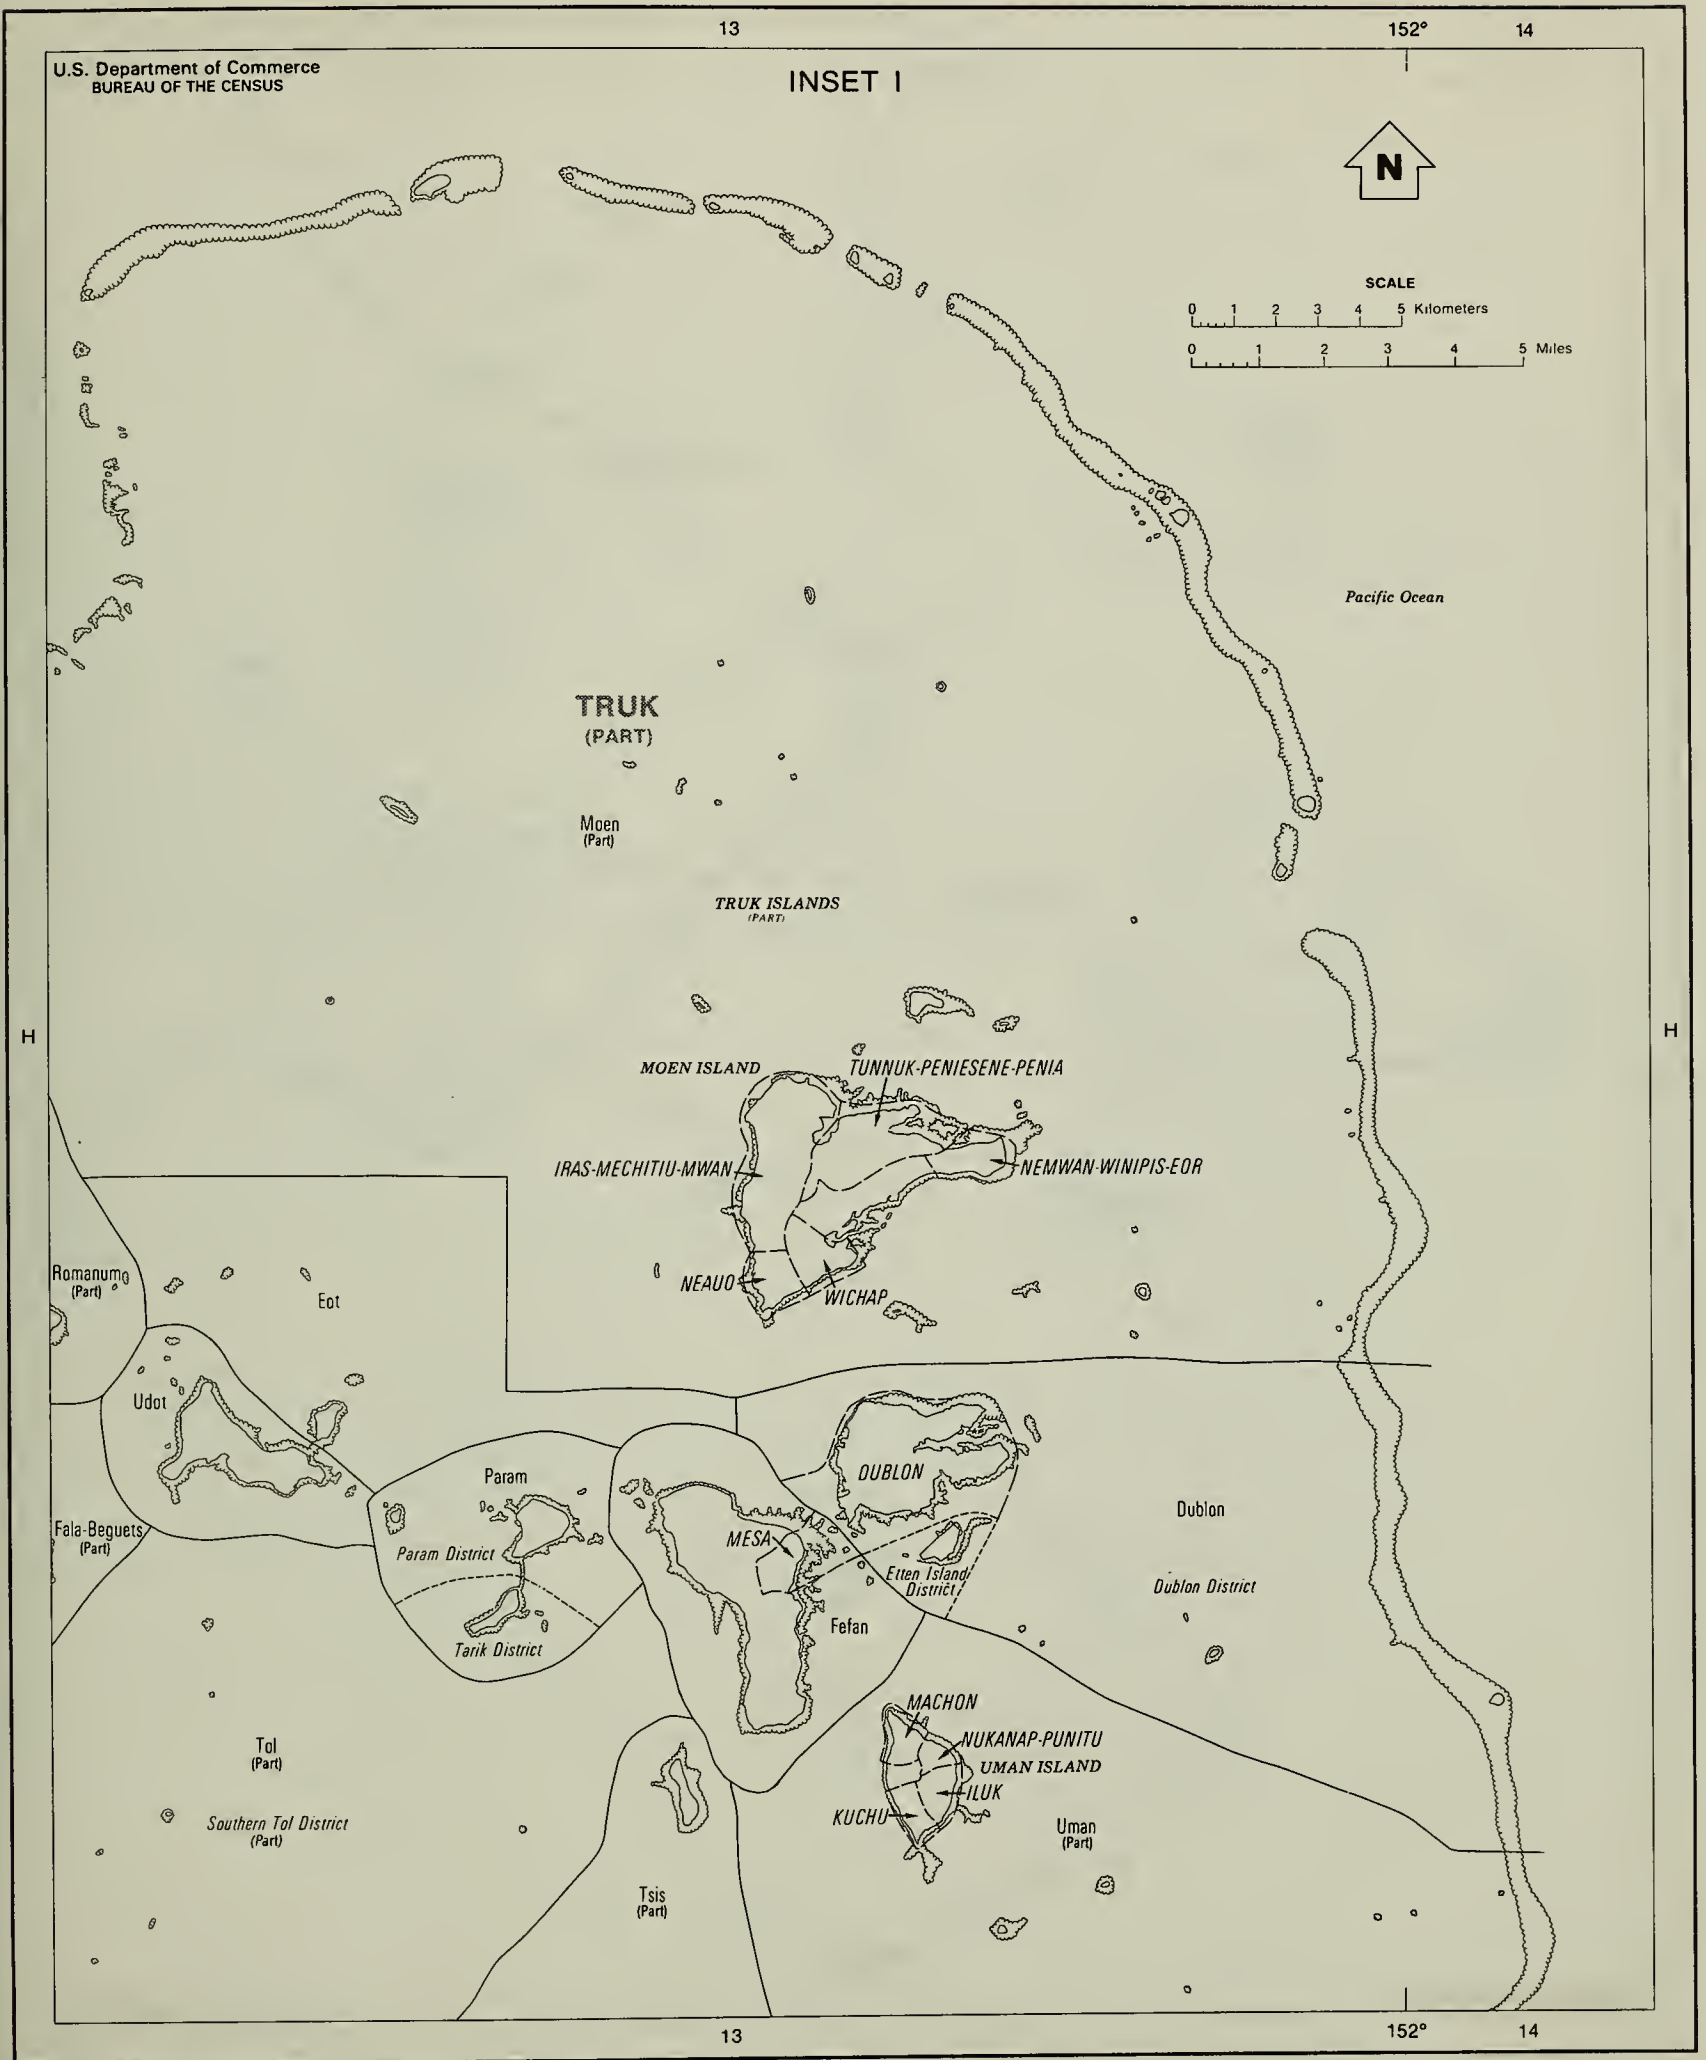 13
152°
14
U.S. Department of Commerce
BUREAU OF THE CENSUS
INSET I
N
SCALE
0 1 2 3 4 5 Kilometers
0 1 2 3 4 5 Miles
Pacific Ocean
TRUK
(PART)
Moen
(Part)
TRUK ISLANDS
(PART)
H
H
MOEN ISLAND
TUNNUK-PENIESENE-PENIA
IRAS-MECHITIU-MWAN
NEMWAN-WINIPIS-EOR
NEAUO
WICHAP
Romanum
(Part)
Eot
Udot
Param
DUBLON
Dublon
Fala-Beguets
(Part)
Param District
MESA
Etten Island
District
Dublon District
Fefan
Tarik District
MACHON
NUKANAP-PUNITU
UMAN ISLAND
ILUK
KUCHU
Tol
(Part)
Southern Tol District
(Part)
Uman
(Part)
Tsis
(Part)
13
152°
14